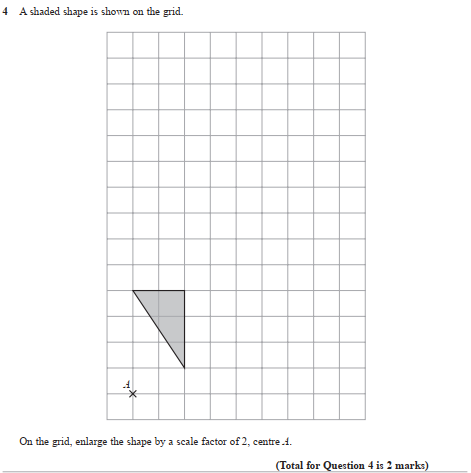 4 A shaded shape is shown on the grid.
A
On the grid, enlarge the shape by a scale factor of 2, centre A.
(Total for Question 4 is 2 marks)